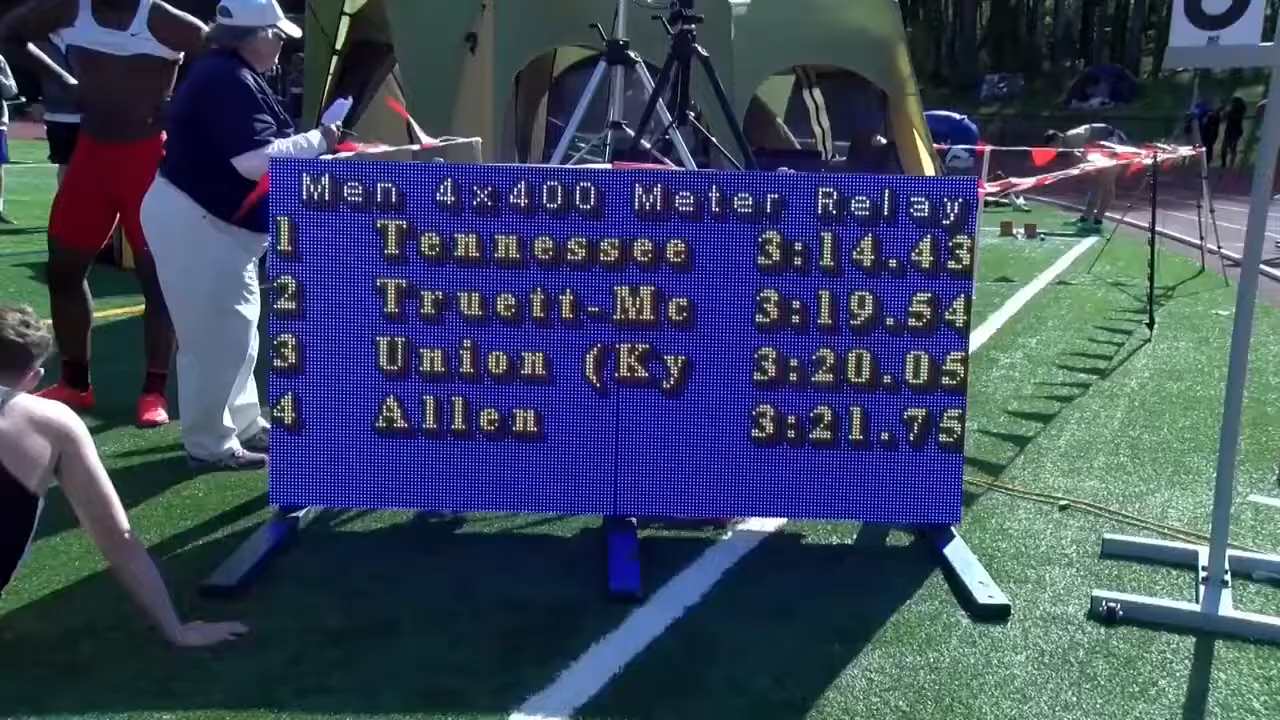 Men 4x400 Meter Relay
1 Tennessee 3:14.43
2 Truett-Mc 3:19.54
3 Union (Ky 3:20.05
4 Allen 3:21.75